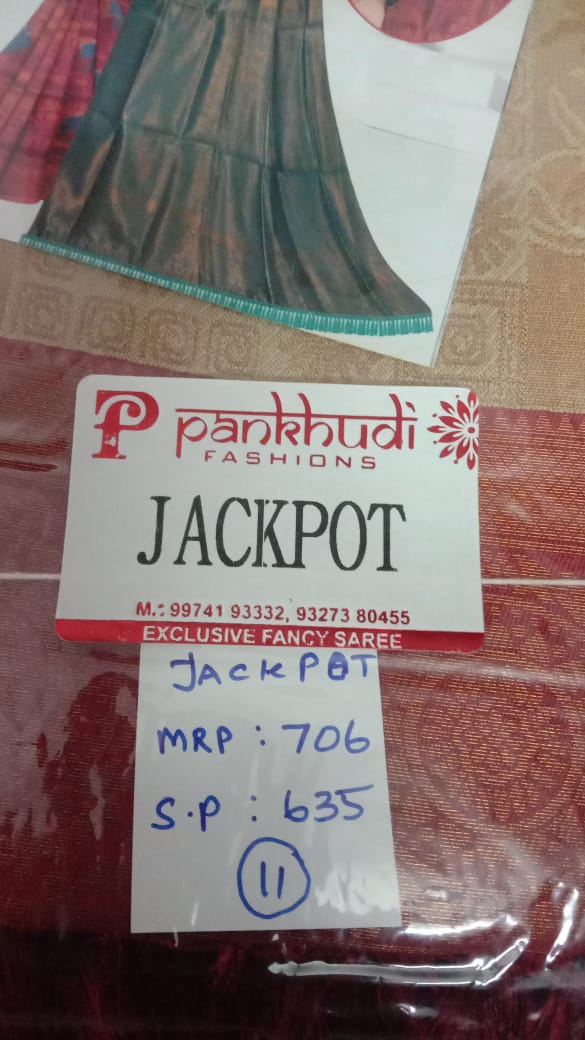 P pankhudi
FASHIONS
JACKPOT
M.: 99741 93332, 93273 80455
EXCLUSIVE FANCY SAREE
JACKPOT
MRP : 706
S.P : 635
11